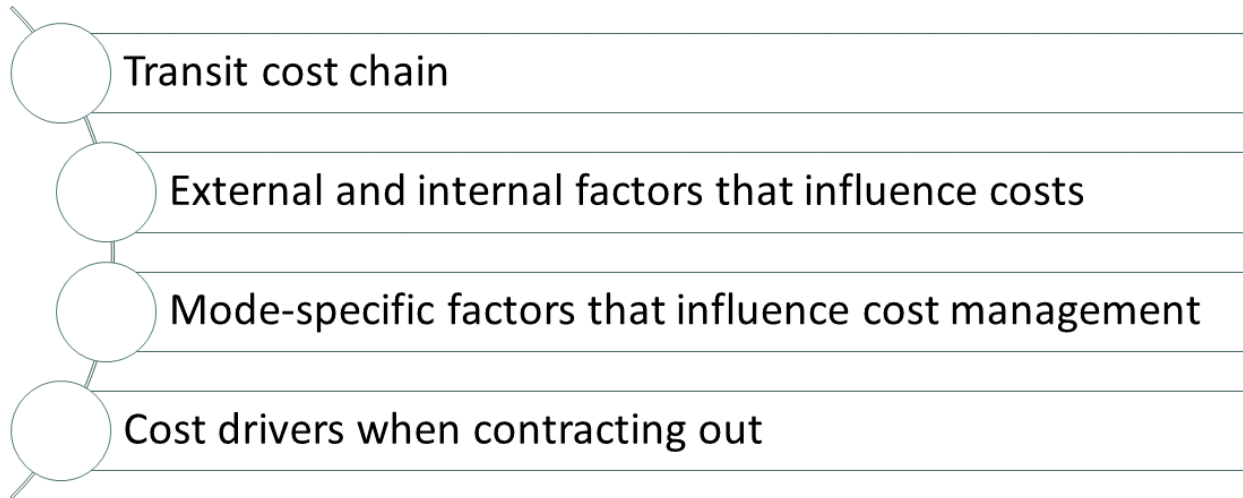 Transit cost chain
External and internal factors that influence costs
Mode-specific factors that influence cost management
Cost drivers when contracting out